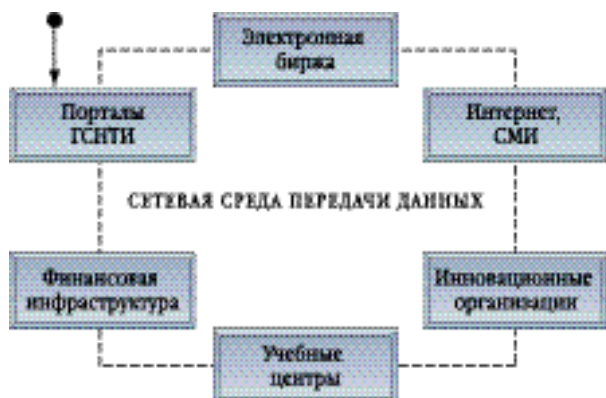 Электронная
биржа
Порталы
ГСНТИ
Интернет,
СМИ
СЕТЕВАЯ СРЕДА ПЕРЕДАЧИ ДАННЫХ
Финансовая
инфраструктура
Инновационные
организации
Учебные
центры